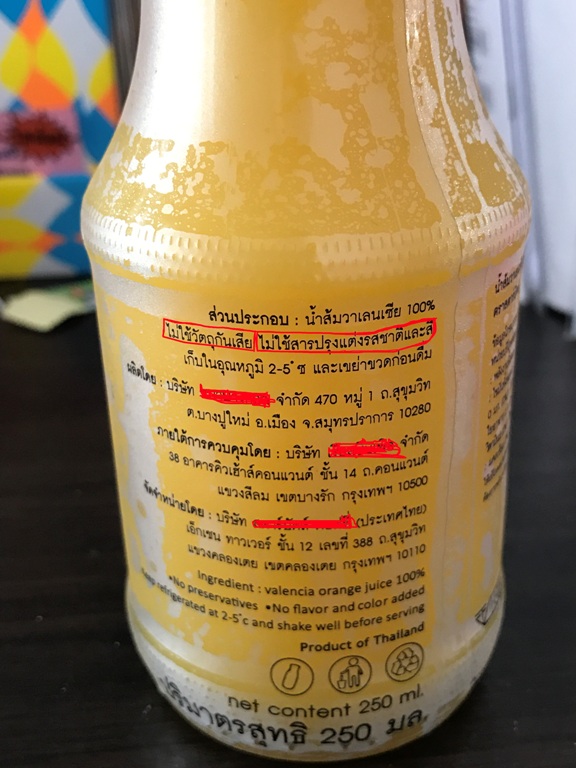 ส่วนประกอบ : น้ำส้มวาเลนเซีย 100%
ไม่ใช้วัตถุกันเสีย ไม่ใช้สารปรุงแต่งรสชาติและสี
เก็บในอุณหภูมิ 2-5 ํซ และเขย่าขวดก่อนดื่ม
ผลิตโดย : บริษัท จำกัด 470 หมู่ 1 ถ.สุขุมวิท
ต.บางปูใหม่ อ.เมือง จ.สมุทรปราการ 10280
ภายใต้การควบคุมโดย : บริษัท จำกัด
38 อาคารคิวเฮ้าส์คอนแวนต์ ชั้น 14 ถ.คอนแวนต์
แขวงสีลม เขตบางรัก กรุงเทพฯ 10500
จัดจำหน่ายโดย : บริษัท (ประเทศไทย)
เอ็กเชน ทาวเวอร์ ชั้น 12 เลขที่ 388 ถ.สุขุมวิท
แขวงคลองเตย เขตคลองเตย กรุงเทพฯ 10110
Ingredient : valencia orange juice 100%
•No preservatives •No flavor and color added
Keep refrigerated at 2-5°c and shake well before serving
Product of Thailand
net content 250 ml.
ปริมาตรสุทธิ 250 มล.